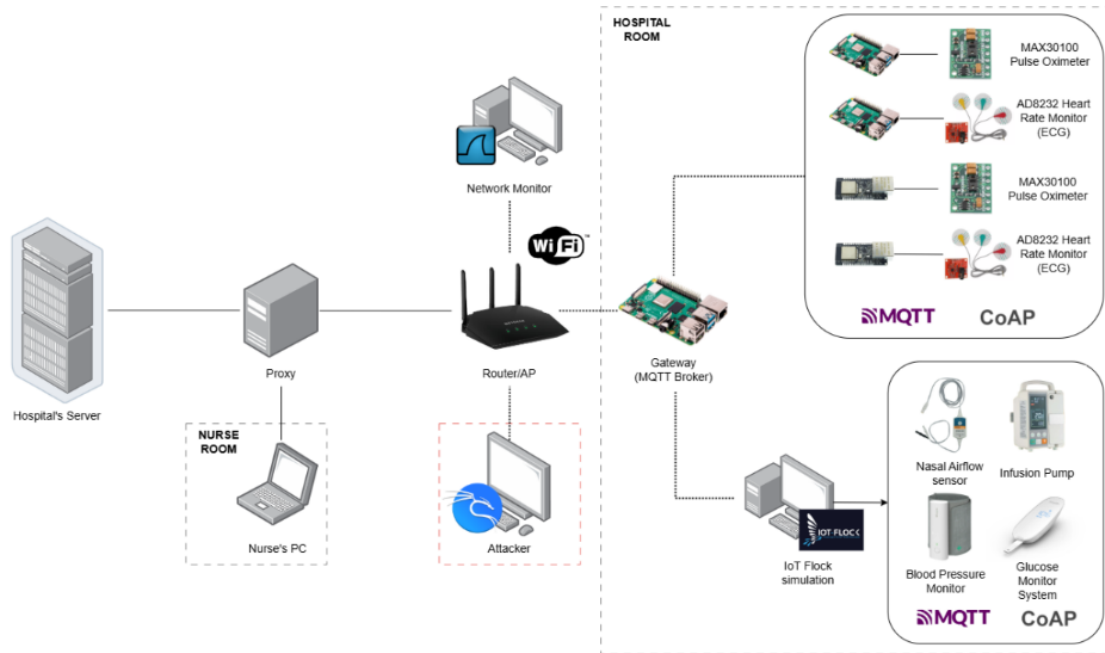 HOSPITAL
ROOM
MAX30100
Pulse Oximeter
AD8232 Heart
Rate Monitor
(ECG)
MAX30100
Pulse Oximeter
AD8232 Heart
Rate Monitor
(ECG)
MQTT
CoAP
Network Monitor
Wi Fi
Hospital's Server
Proxy
Router/AP
Gateway
(MQTT Broker)
NURSE
ROOM
Nurse's PC
Attacker
IOT FLOCK
IoT Flock
simulation
Nasal Airflow
sensor
Infusion Pump
Blood Pressure
Monitor
Glucose
Monitor
System
MQTT
CoAP